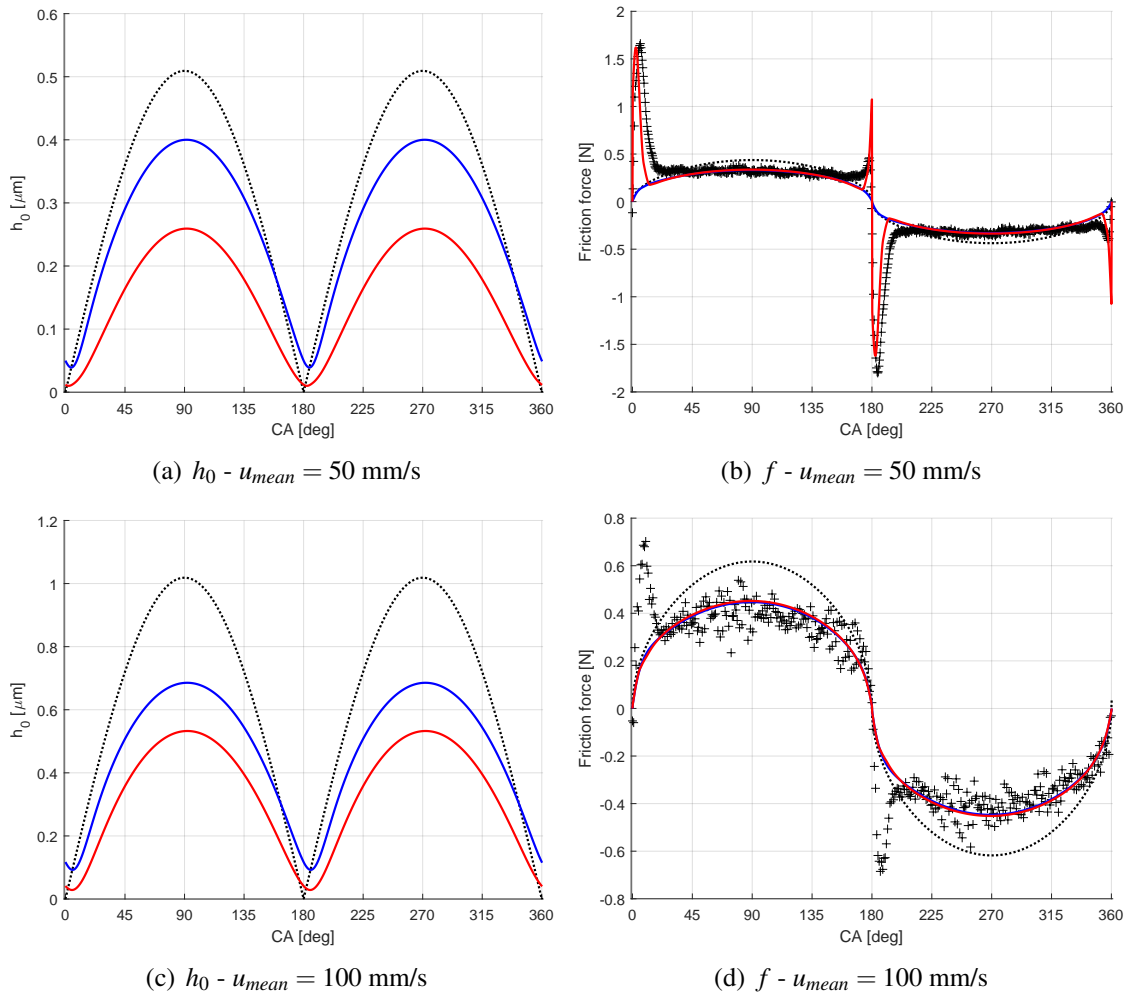 0.6
0.5
0.4
0.3
0.2
0.1
0
h0 [μm]
0 45 90 135 180 225 270 315 360
CA [deg]
(a) h0 - umean = 50 mm/s
2
1.5
1
0.5
0
-0.5
-1
-1.5
-2
Friction force [N]
0 45 90 135 180 225 270 315 360
CA [deg]
(b) f - umean = 50 mm/s
1.2
1
0.8
0.6
0.4
0.2
0
h0 [μm]
0 45 90 135 180 225 270 315 360
CA [deg]
(c) h0 - umean = 100 mm/s
0.8
0.6
0.4
0.2
0
-0.2
-0.4
-0.6
-0.8
Friction force [N]
0 45 90 135 180 225 270 315 360
CA [deg]
(d) f - umean = 100 mm/s